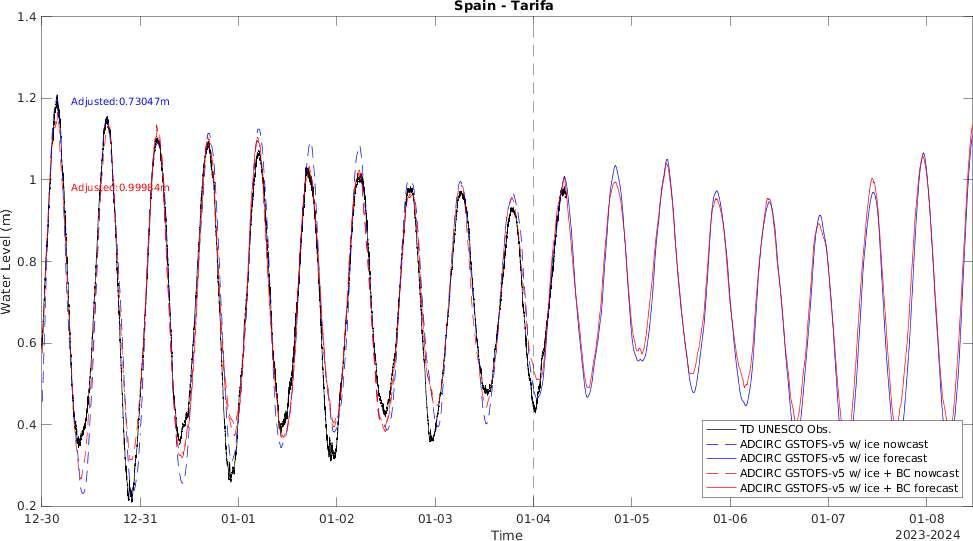 Spain - Tarifa
Water Level (m)
1.4
1.2
1
0.8
0.6
0.4
0.2
Adjusted:0.73047m
Adjusted:0.99984m
TD UNESCO Obs.
ADCIRC GSTOFS-v5 w/ ice nowcast
ADCIRC GSTOFS-v5 w/ ice forecast
ADCIRC GSTOFS-v5 w/ ice + BC nowcast
ADCIRC GSTOFS-v5 w/ ice + BC forecast
12-30 12-31 01-01 01-02 01-03 01-04 01-05 01-06 01-07 01-08
Time
2023-2024